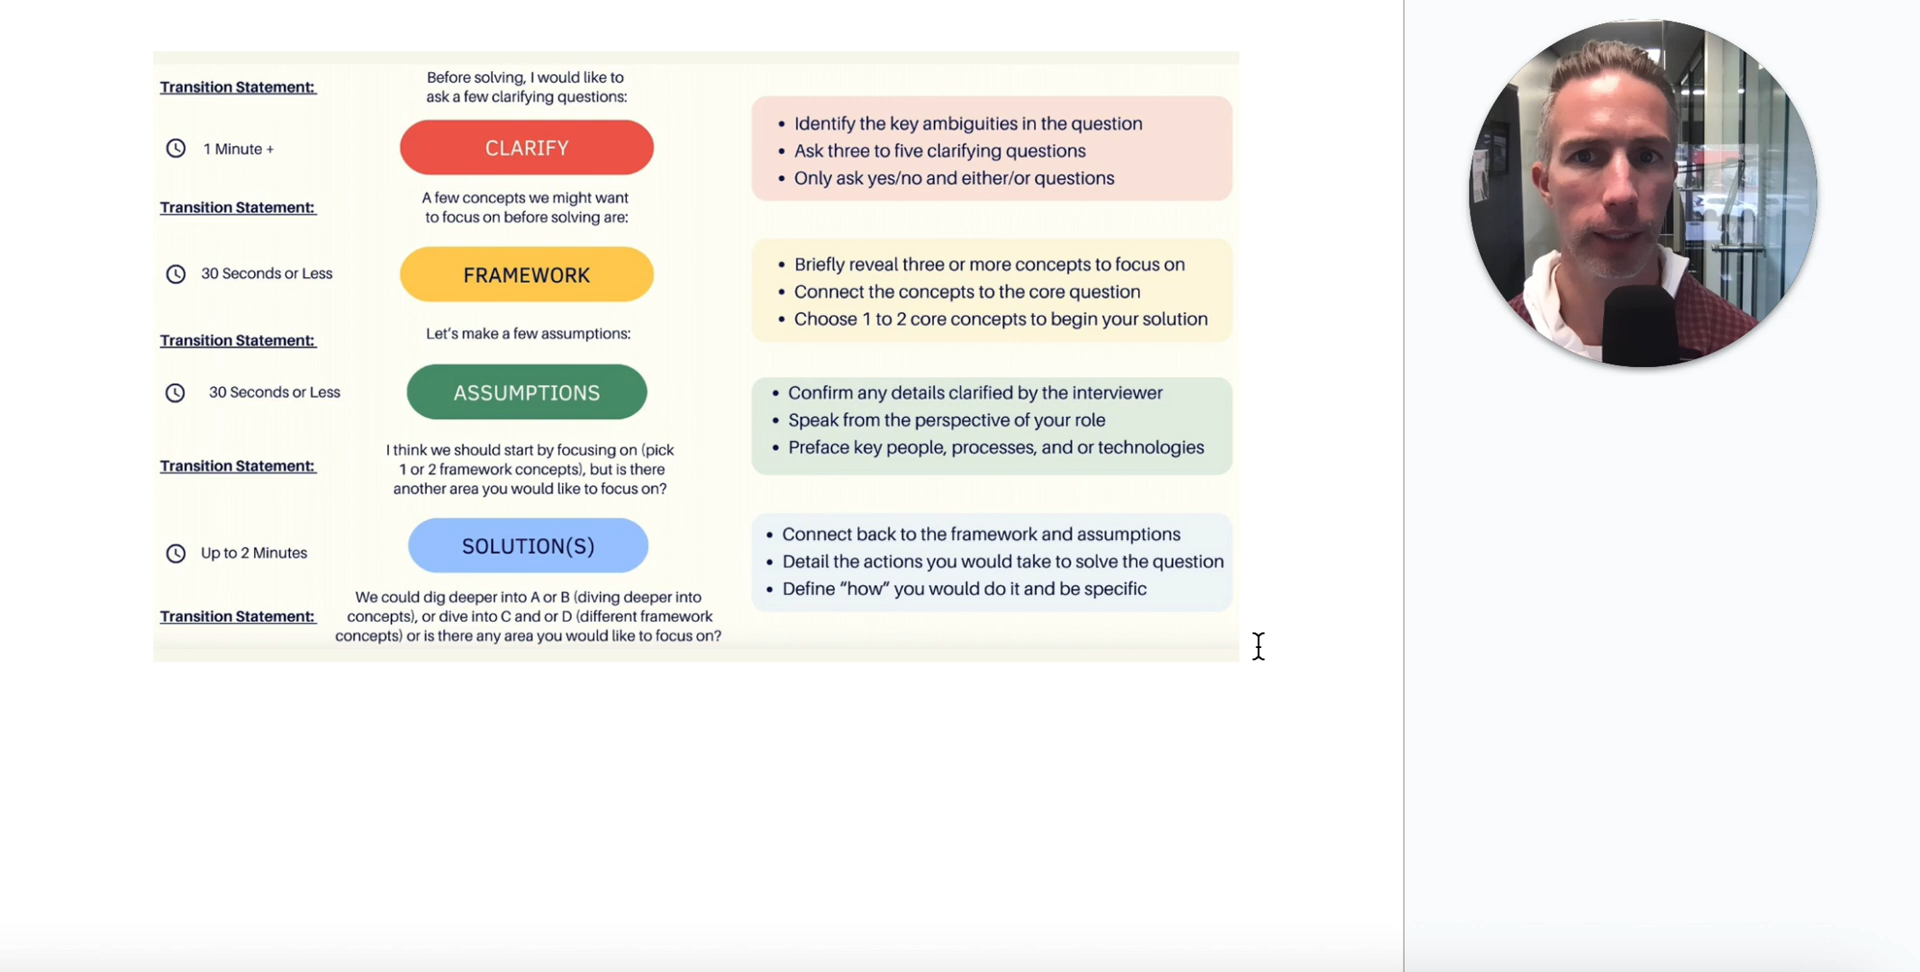 Transition Statement:
Before solving, I would like to
ask a few clarifying questions:
1 Minute +
CLARIFY
• Identify the key ambiguities in the question
• Ask three to five clarifying questions
• Only ask yes/no and either/or questions
Transition Statement:
A few concepts we might want
to focus on before solving are:
30 Seconds or Less
FRAMEWORK
• Briefly reveal three or more concepts to focus on
• Connect the concepts to the core question
• Choose 1 to 2 core concepts to begin your solution
Transition Statement:
Let's make a few assumptions:
30 Seconds or Less
ASSUMPTIONS
• Confirm any details clarified by the interviewer
• Speak from the perspective of your role
• Preface key people, processes, and or technologies
Transition Statement:
I think we should start by focusing on (pick
1 or 2 framework concepts), but is there
another area you would like to focus on?
Up to 2 Minutes
SOLUTION(S)
• Connect back to the framework and assumptions
• Detail the actions you would take to solve the question
• Define “how” you would do it and be specific
Transition Statement:
We could dig deeper into A or B (diving deeper into
concepts), or dive into C and or D (different framework
concepts) or is there any area you would like to focus on?